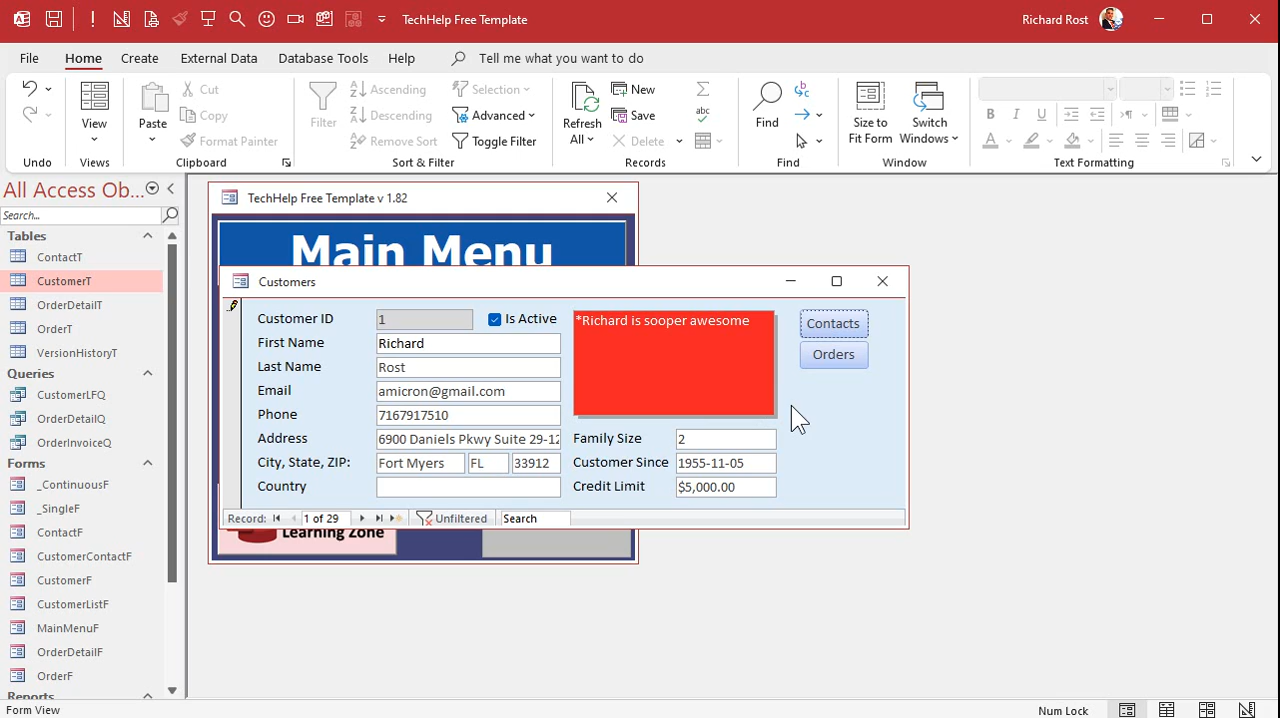 TechHelp Free Template
Richard Rost
File Home Create External Data Database Tools Help Tell me what you want to do
Undo
View
Views
Paste
Cut
Copy
Format Painter
Clipboard
Filter
Ascending
Descending
Remove Sort
Selection
Advanced
Toggle Filter
Sort & Filter
Refresh
All
New
Save
Delete
Records
Find
Find
Size to
Fit Form
Switch
Windows
Window
B I U
A
Text Formatting
All Access Ob...
Search...
Tables
ContactT
CustomerT
OrderDetailT
OrderT
VersionHistoryT
Queries
CustomerLFQ
OrderDetailQ
OrderInvoiceQ
Forms
_ContinuousF
_SingleF
ContactF
CustomerContactF
CustomerF
CustomerListF
MainMenuF
OrderDetailF
OrderF
Reports
TechHelp Free Template v 1.82
Main Menu
Customers
Customer ID 1 Is Active
First Name Richard
Last Name Rost
Email amicron@gmail.com
Phone 7167917510
Address 6900 Daniels Pkwy Suite 29-12
City, State, ZIP: Fort Myers FL 33912
Country
*Richard is sooper awesome
Family Size 2
Customer Since 1955-11-05
Credit Limit $5,000.00
Contacts
Orders
Record: 1 of 29 Unfiltered Search
Learning Zone
Form View
Num Lock